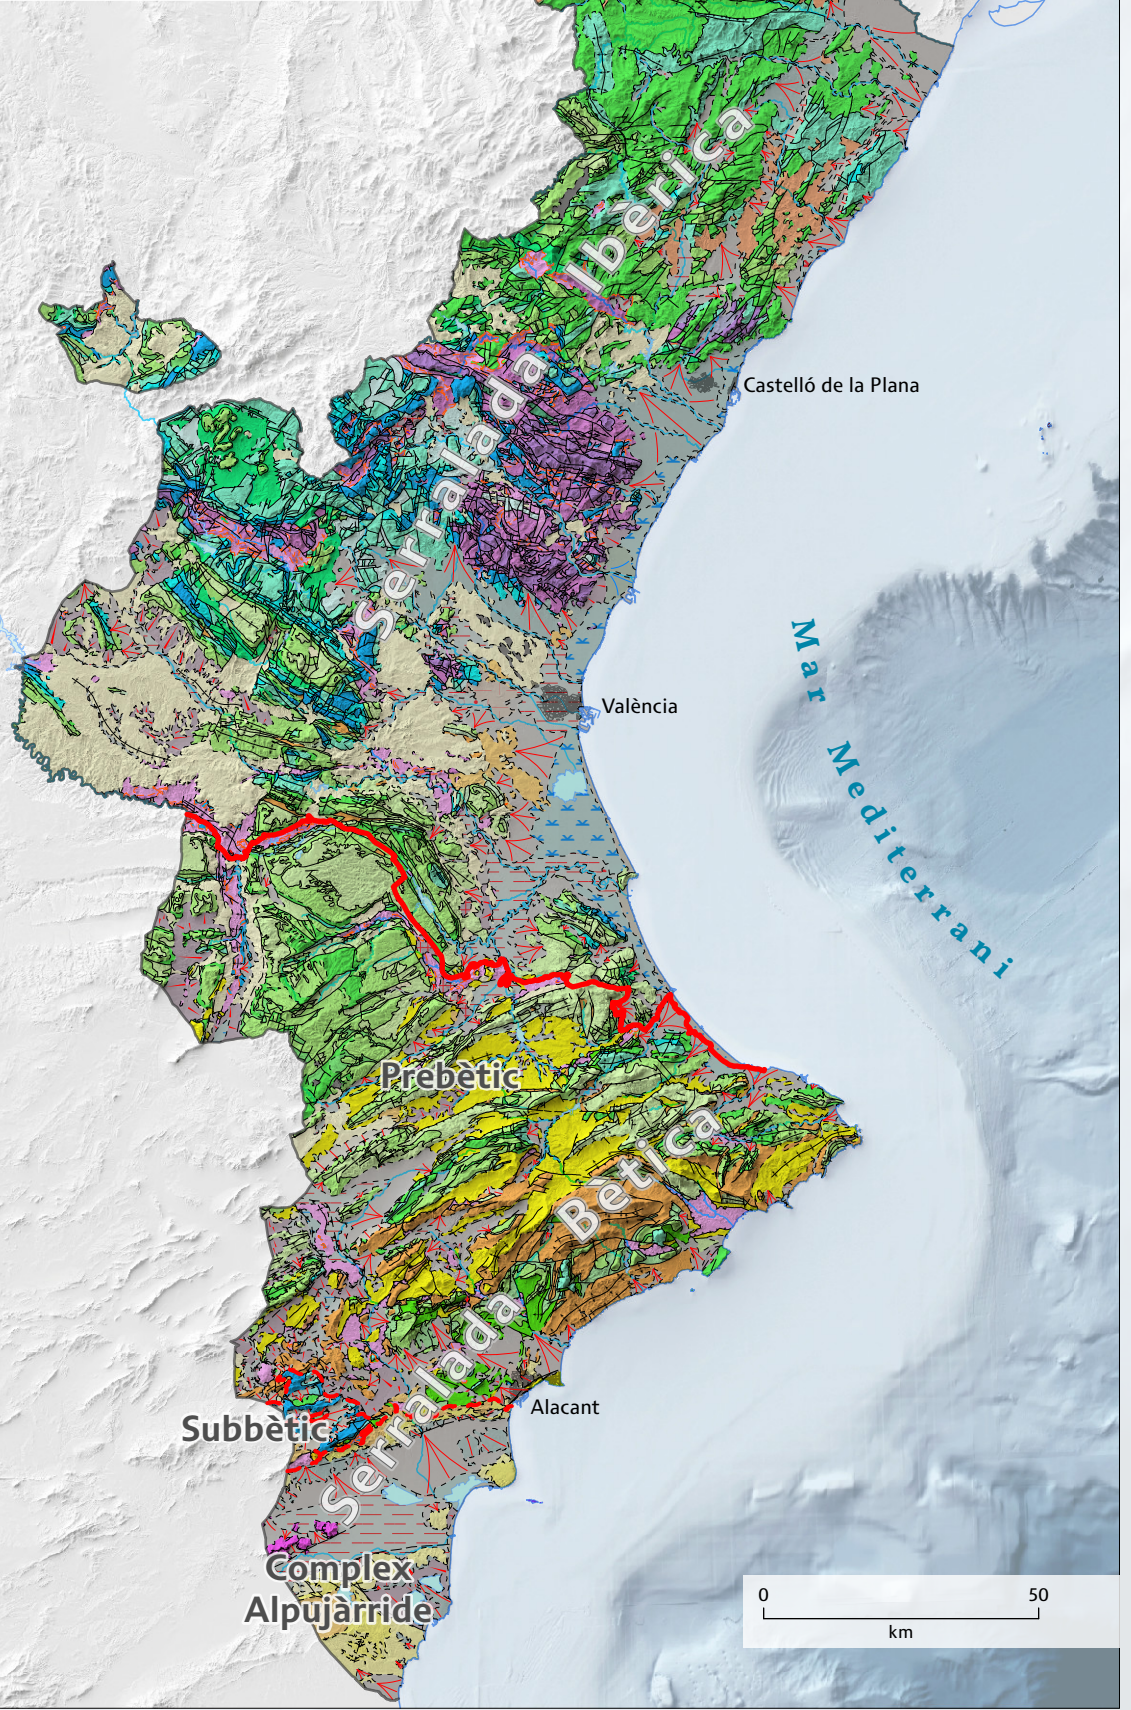 Serralada Ibèrica
Castelló de la Plana
València
Mar Mediterrani
Prebètic
Serralada Bètica
Alacant
Subbètic
Complex
Alpujàrride
0 50
km